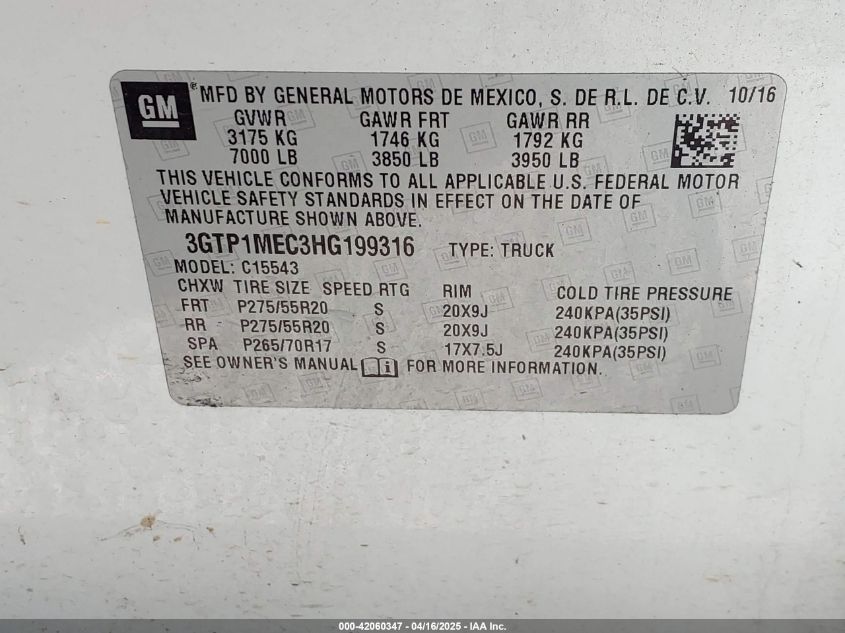 GM
® MFD BY GENERAL MOTORS DE MEXICO, S. DE R.L. DE C.V. 10/16
GVWR GAWR FRT GAWR RR
3175 KG 1746 KG 1792 KG
7000 LB 3850 LB 3950 LB
THIS VEHICLE CONFORMS TO ALL APPLICABLE U.S. FEDERAL MOTOR
VEHICLE SAFETY STANDARDS IN EFFECT ON THE DATE OF
MANUFACTURE SHOWN ABOVE.
3GTP1MEC3HG199316 TYPE: TRUCK
MODEL: C15543
CHXW TIRE SIZE SPEED RTG RIM COLD TIRE PRESSURE
FRT P275/55R20 S 20X9J 240KPA(35PSI)
RR P275/55R20 S 20X9J 240KPA(35PSI)
SPA P265/70R17 S 17X7.5J 240KPA(35PSI)
SEE OWNER'S MANUAL FOR MORE INFORMATION.
000-42060347 - 04/16/2025 - IAA Inc.